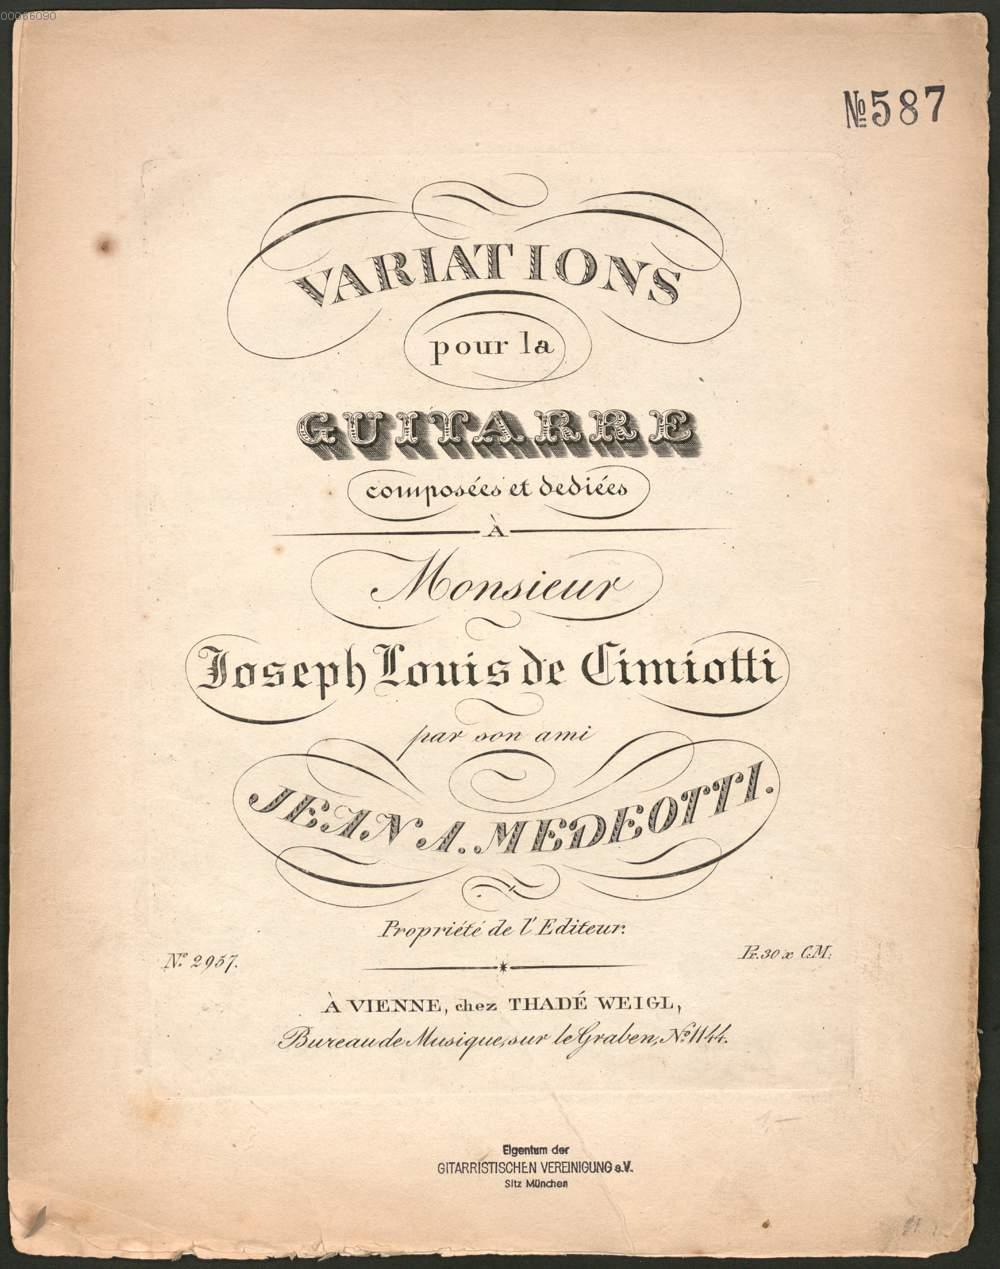 00086090
№ 587
VARIATIONS
pour la
GUITARRE
composées et dediées
À
Monsieur
Joseph Louis de Cimiotti
par son ami
JEAN A. MEDEOTTI.
Propriété de l'Editeur.
N.º 2957.
Pr. 30 x C.M:
À VIENNE, chez THADÉ WEIGL,
Bureau de Musique, sur le Graben, Nº 1144.
Eigentum der
GITARRISTISCHEN VEREINIGUNG e.V.
Sitz München